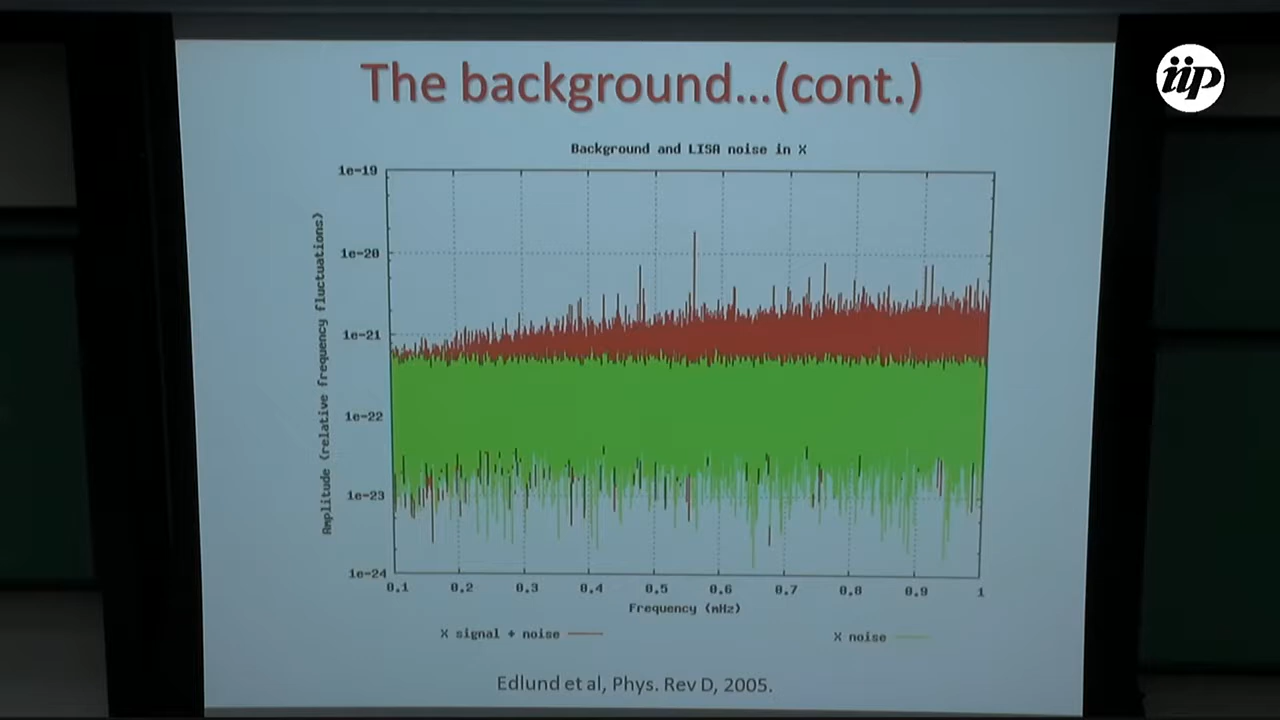 iip
The background...(cont.)
Background and LISA noise in X
Amplitude (relative frequency fluctuations)
1e-19
1e-20
1e-21
1e-22
1e-23
1e-24
0.1 0.2 0.3 0.4 0.5 0.6 0.7 0.8 0.9 1
Frequency (mHz)
X signal + noise
X noise
Edlund et al, Phys. Rev D, 2005.